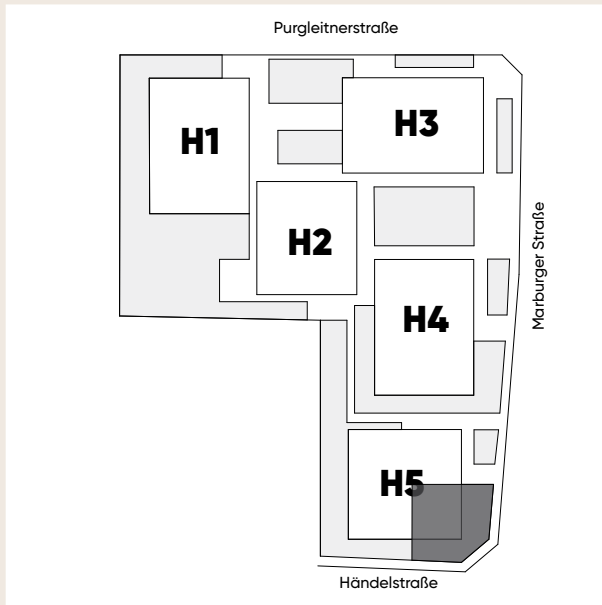 Purgleitnerstraße
H1
H3
H2
Marburger Straße
H4
H5
Händelstraße